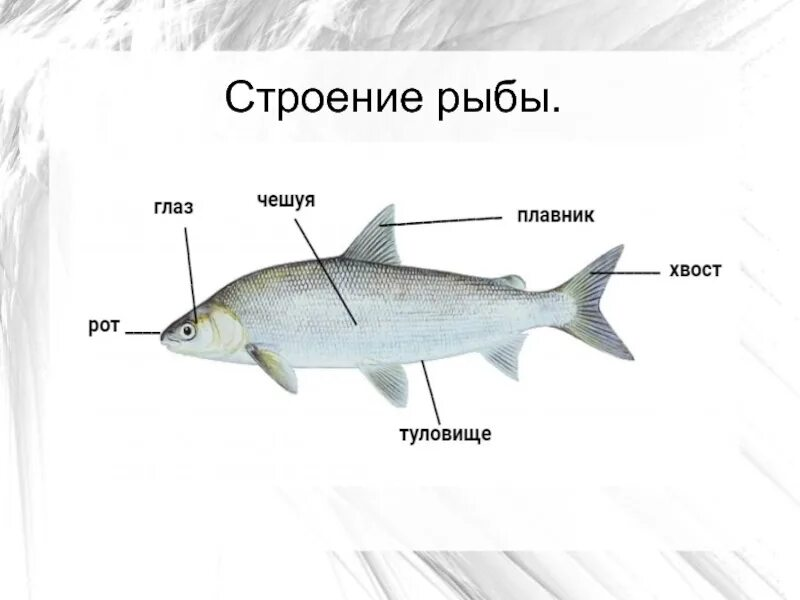 Строение рыбы.
глаз
чешуя
плавник
хвост
рот
туловище